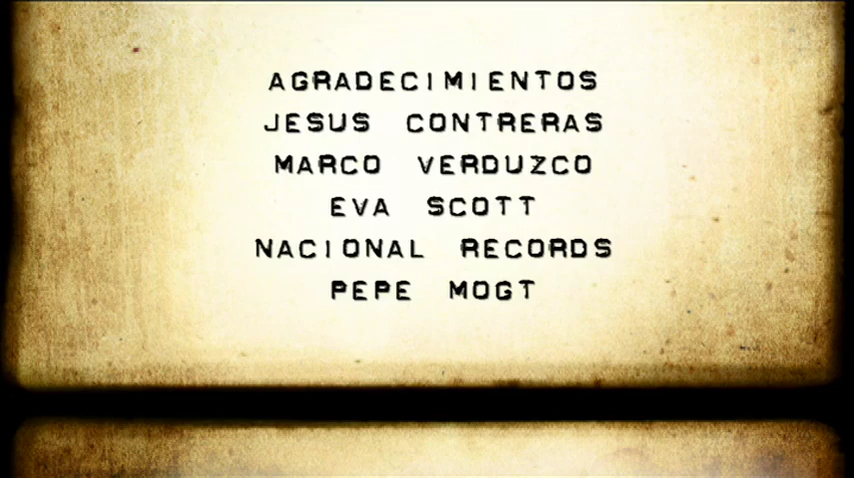 AGRADECIMIENTOS
JESUS CONTRERAS
MARCO VERDUZCO
EVA SCOTT
NACIONAL RECORDS
PEPE MOGT